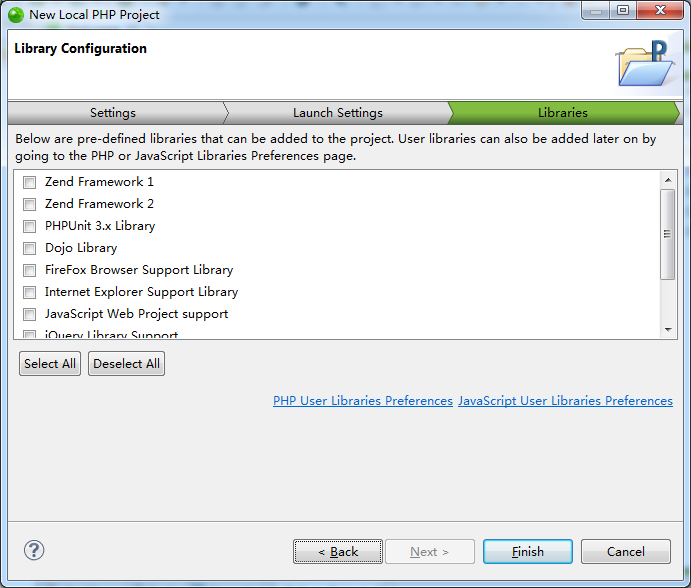 New Local PHP Project
Library Configuration
P
Settings
Launch Settings
Libraries
Below are pre-defined libraries that can be added to the project. User libraries can also be added later on by
going to the PHP or JavaScript Libraries Preferences page.
Zend Framework 1
Zend Framework 2
PHPUnit 3.x Library
Dojo Library
FireFox Browser Support Library
Internet Explorer Support Library
JavaScript Web Project support
jQuery Library Support
Select All
Deselect All
PHP User Libraries Preferences
JavaScript User Libraries Preferences
?
< Back
Next >
Finish
Cancel